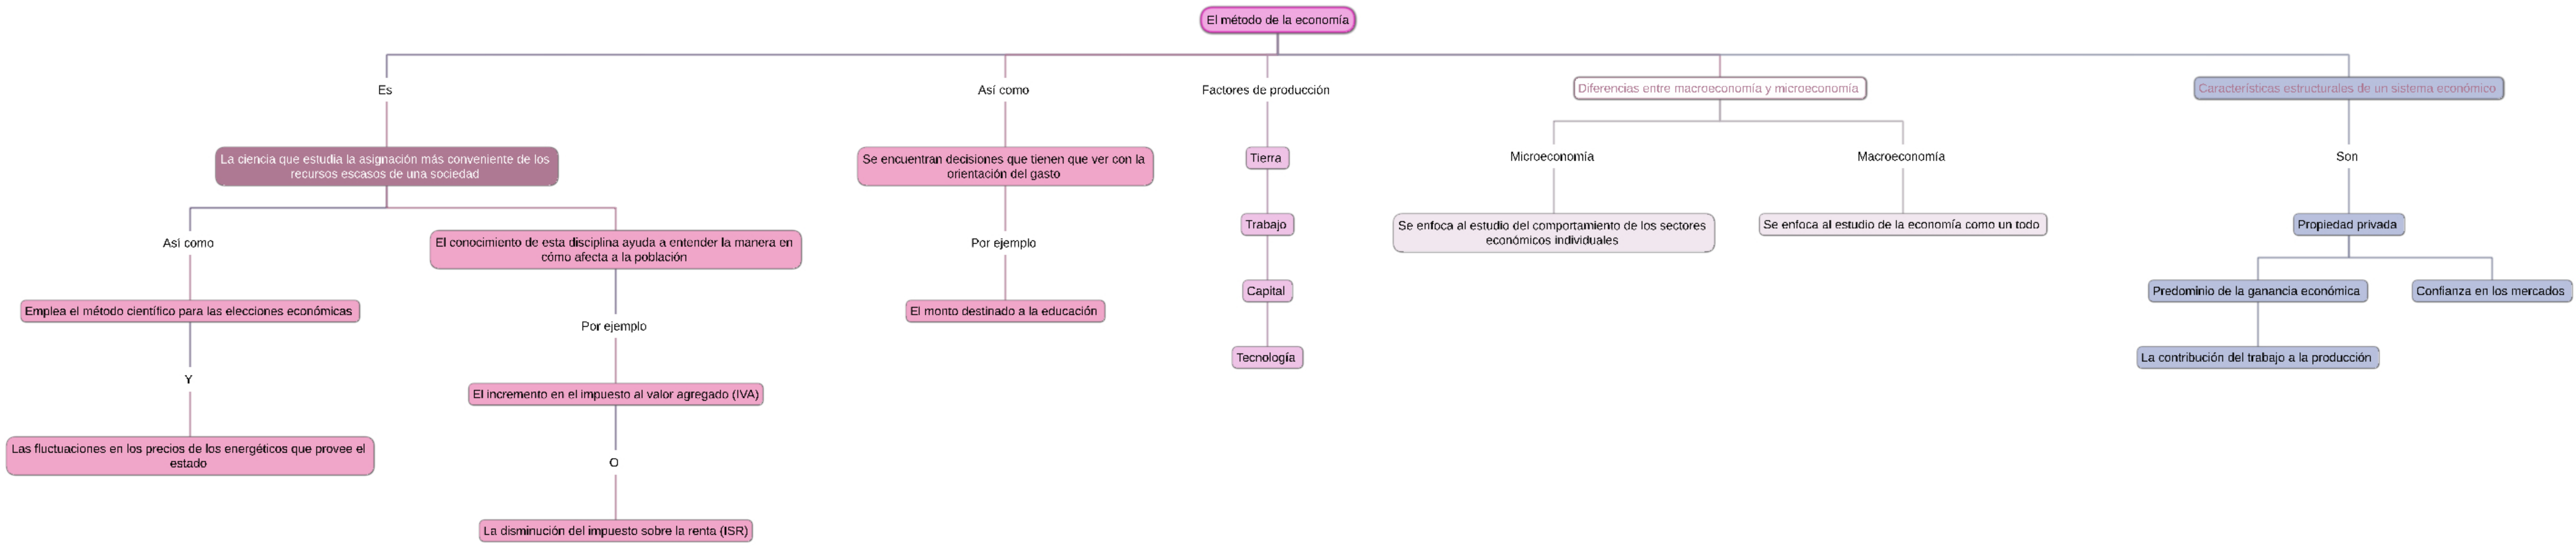 El método de la economía
Es
La ciencia que estudia la asignación más conveniente de los
recursos escasos de una sociedad
Así como
Emplea el método científico para las elecciones económicas
Y
Las fluctuaciones en los precios de los energéticos que provee el
estado
El conocimiento de esta disciplina ayuda a entender la manera en
cómo afecta a la población
Por ejemplo
El incremento en el impuesto al valor agregado (IVA)
O
La disminución del impuesto sobre la renta (ISR)
Así como
Se encuentran decisiones que tienen que ver con la
orientación del gasto
Por ejemplo
El monto destinado a la educación
Factores de producción
Tierra
Trabajo
Capital
Tecnología
Diferencias entre macroeconomía y microeconomía
Microeconomía
Se enfoca al estudio del comportamiento de los sectores
económicos individuales
Macroeconomía
Se enfoca al estudio de la economía como un todo
Características estructurales de un sistema económico
Son
Propiedad privada
Predominio de la ganancia económica
La contribución del trabajo a la producción
Confianza en los mercados